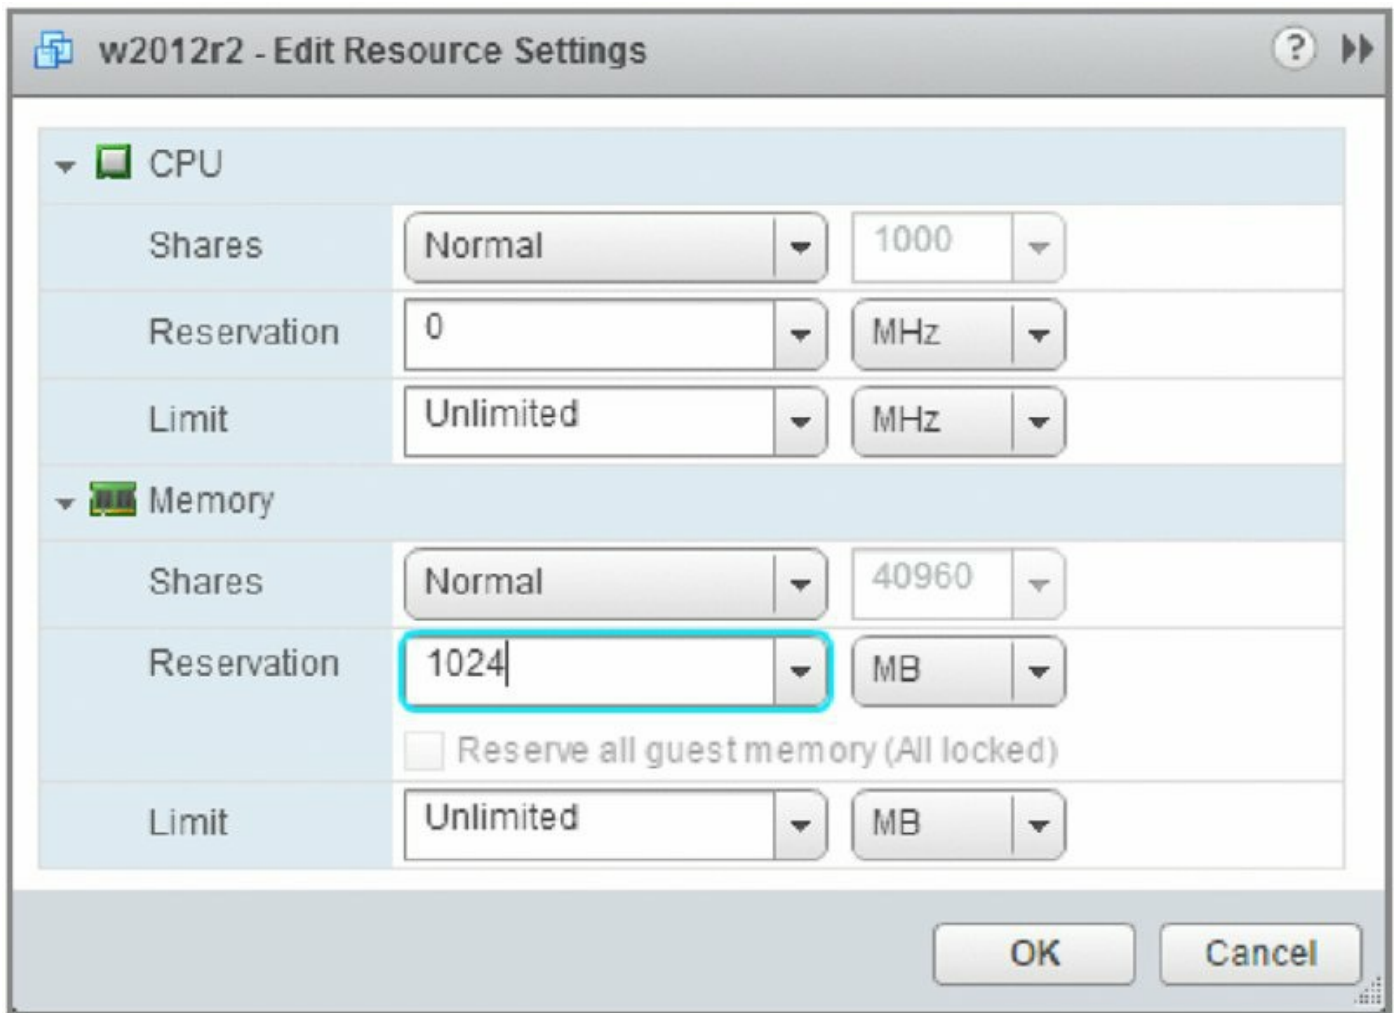 w2012r2 - Edit Resource Settings ?
CPU
Shares Normal 1000
Reservation 0 MHz
Limit Unlimited MHz
Memory
Shares Normal 40960
Reservation 1024 MB
Reserve all guest memory (All locked)
Limit Unlimited MB
OK Cancel